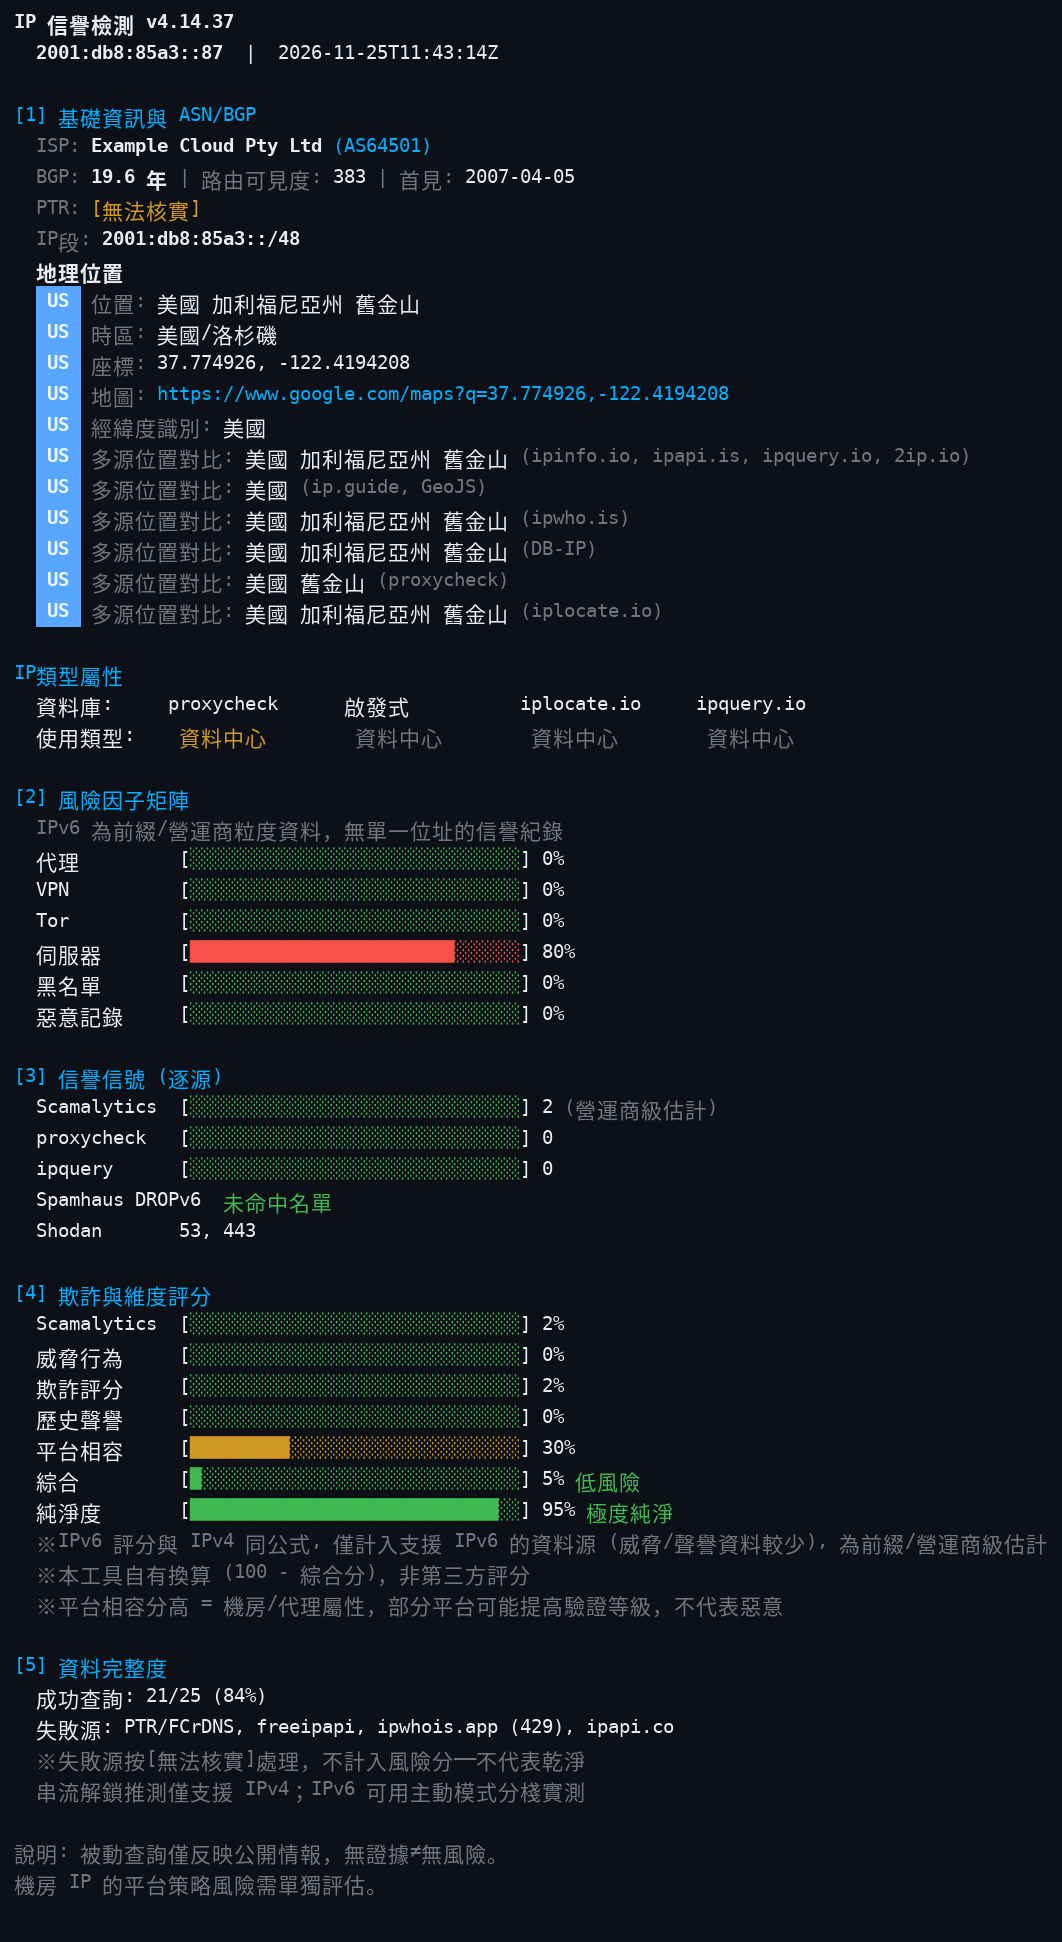 IP 信譽檢測 v4.14.37
2001:db8:85a3::87 | 2026-11-25T11:43:14Z
[1] 基礎資訊與 ASN/BGP
ISP: Example Cloud Pty Ltd (AS64501)
BGP: 19.6 年 | 路由可見度: 383 | 首見: 2007-04-05
PTR: [無法核實]
IP段: 2001:db8:85a3::/48
地理位置
US 位置: 美國 加利福尼亞州 舊金山
US 時區: 美國/洛杉磯
US 座標: 37.774926, -122.4194208
US 地圖: https://www.google.com/maps?q=37.774926,-122.4194208
US 經緯度識別: 美國
US 多源位置對比: 美國 加利福尼亞州 舊金山 (ipinfo.io, ipapi.is, ipquery.io, 2ip.io)
US 多源位置對比: 美國 (ip.guide, GeoJS)
US 多源位置對比: 美國 加利福尼亞州 舊金山 (ipwho.is)
US 多源位置對比: 美國 加利福尼亞州 舊金山 (DB-IP)
US 多源位置對比: 美國 舊金山 (proxycheck)
US 多源位置對比: 美國 加利福尼亞州 舊金山 (iplocate.io)
IP類型屬性
資料庫: proxycheck 啟發式 iplocate.io ipquery.io
使用類型: 資料中心 資料中心 資料中心 資料中心
[2] 風險因子矩陣
IPv6 為前綴/營運商粒度資料，無單一位址的信譽紀錄
代理 [] 0%
VPN [] 0%
Tor [] 0%
伺服器 [] 80%
黑名單 [] 0%
惡意記錄 [] 0%
[3] 信譽信號 (逐源)
Scamalytics [] 2 (營運商級估計)
proxycheck [] 0
ipquery [] 0
Spamhaus DROPv6 未命中名單
Shodan 53, 443
[4] 欺詐與維度評分
Scamalytics [] 2%
威脅行為 [] 0%
欺詐評分 [] 2%
歷史聲譽 [] 0%
平台相容 [] 30%
綜合 [] 5% 低風險
純淨度 [] 95% 極度純淨
※IPv6 評分與 IPv4 同公式, 僅計入支援 IPv6 的資料源 (威脅/聲譽資料較少), 為前綴/營運商級估計
※本工具自有換算 (100 - 綜合分)，非第三方評分
※平台相容分高 = 機房/代理屬性，部分平台可能提高驗證等級，不代表惡意
[5] 資料完整度
成功查詢: 21/25 (84%)
失敗源: PTR/FCrDNS, freeipapi, ipwhois.app (429), ipapi.co
※失敗源按[無法核實]處理，不計入風險分──不代表乾淨
串流解鎖推測僅支援 IPv4；IPv6 可用主動模式分棧實測
說明: 被動查詢僅反映公開情報，無證據≠無風險。
機房 IP 的平台策略風險需單獨評估。